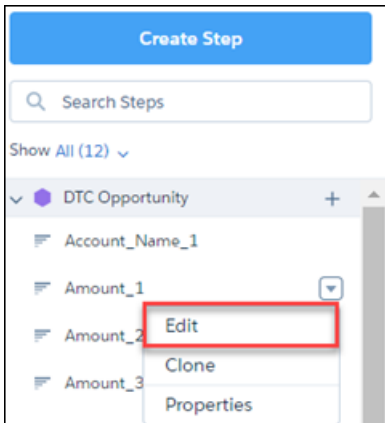 Create Step
Search Steps
Show All (12)
DTC Opportunity
Account_Name_1
Amount_1
Edit
Amount_2
Clone
Amount_3
Properties